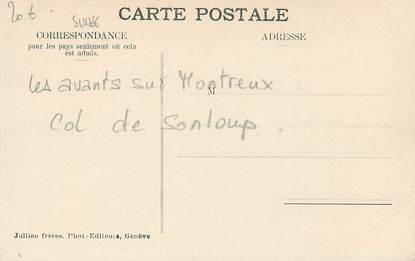 20.t
SUISSE
CARTE POSTALE
CORRESPONDANCE
pour les pays seulement où cela
est admis.
ADRESSE
Les avants sur Montreux
M
Col de Sonloup.
Jullien frères, Phot.-Editeurs, Genève